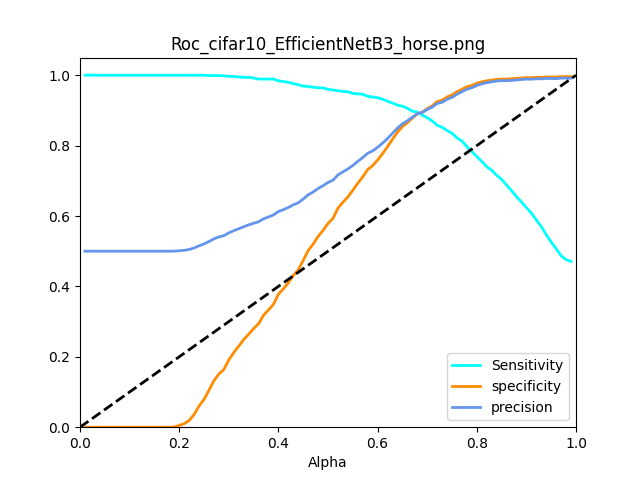 Roc_cifar10_EfficientNetB3_horse.png
1.0
0.8
0.6
0.4
0.2
0.0
Sensitivity
specificity
precision
0.0 0.2 0.4 0.6 0.8 1.0
Alpha